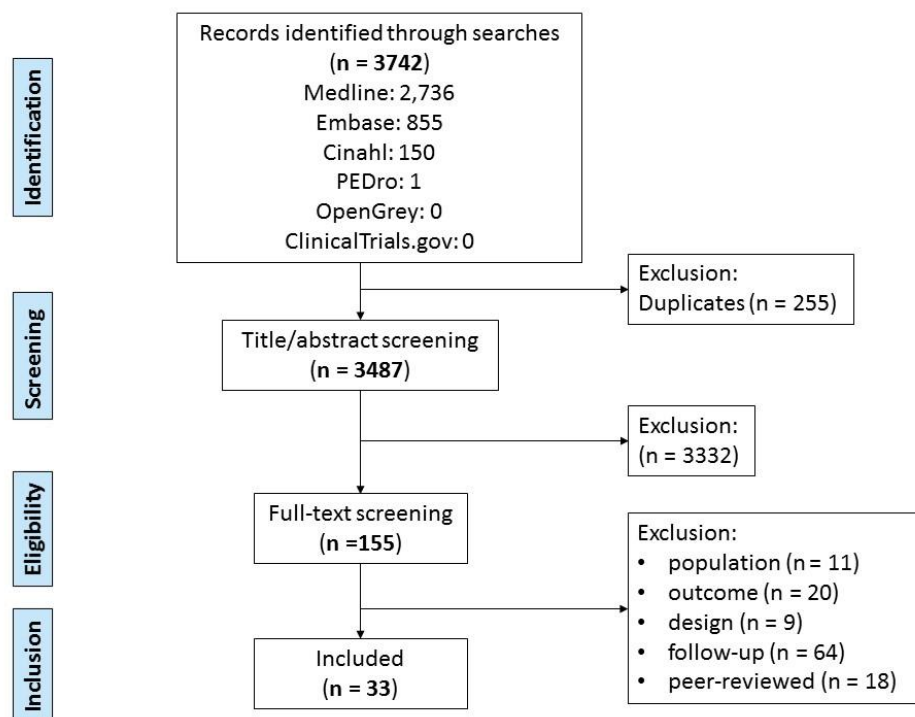 Identification
Records identified through searches
(n = 3742)
Medline: 2,736
Embase: 855
Cinahl: 150
PEDro: 1
OpenGrey: 0
ClinicalTrials.gov: 0
Exclusion:
Duplicates (n = 255)
Screening
Title/abstract screening
(n = 3487)
Exclusion:
(n = 3332)
Eligibility
Full-text screening
(n =155)
Exclusion:
• population (n = 11)
• outcome (n = 20)
• design (n = 9)
• follow-up (n = 64)
• peer-reviewed (n = 18)
Inclusion
Included
(n = 33)